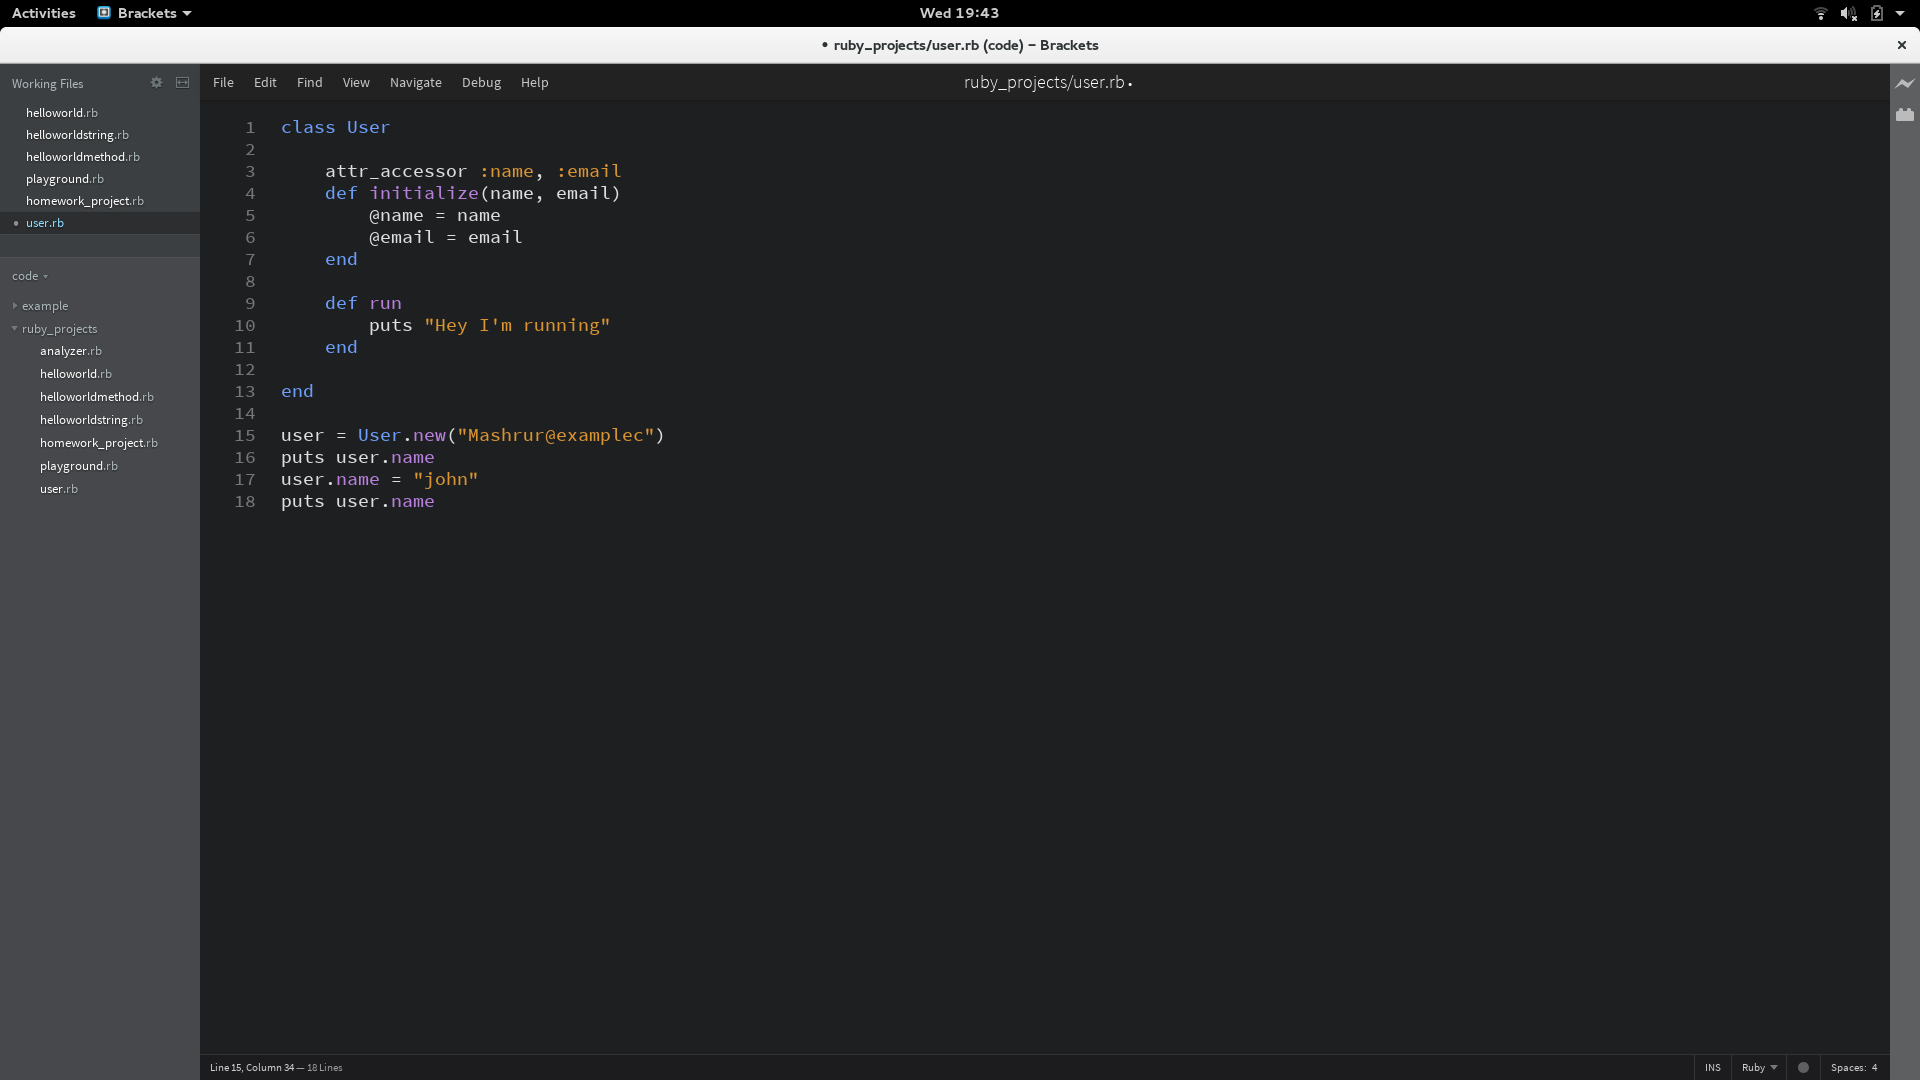 Activities Brackets Wed 19:43
• ruby_projects/user.rb (code) – Brackets
Working Files
helloworld.rb
helloworldstring.rb
helloworldmethod.rb
playground.rb
homework_project.rb
• user.rb
code
example
ruby_projects
analyzer.rb
helloworld.rb
helloworldmethod.rb
helloworldstring.rb
homework_project.rb
playground.rb
user.rb
File Edit Find View Navigate Debug Help ruby_projects/user.rb •
1 class User
2
3     attr_accessor :name, :email
4     def initialize(name, email)
5         @name = name
6         @email = email
7     end
8
9     def run
10         puts "Hey I'm running"
11     end
12
13 end
14
15 user = User.new("Mashrur@examplec")
16 puts user.name
17 user.name = "john"
18 puts user.name
Line 15, Column 34 — 18 Lines INS Ruby Spaces: 4